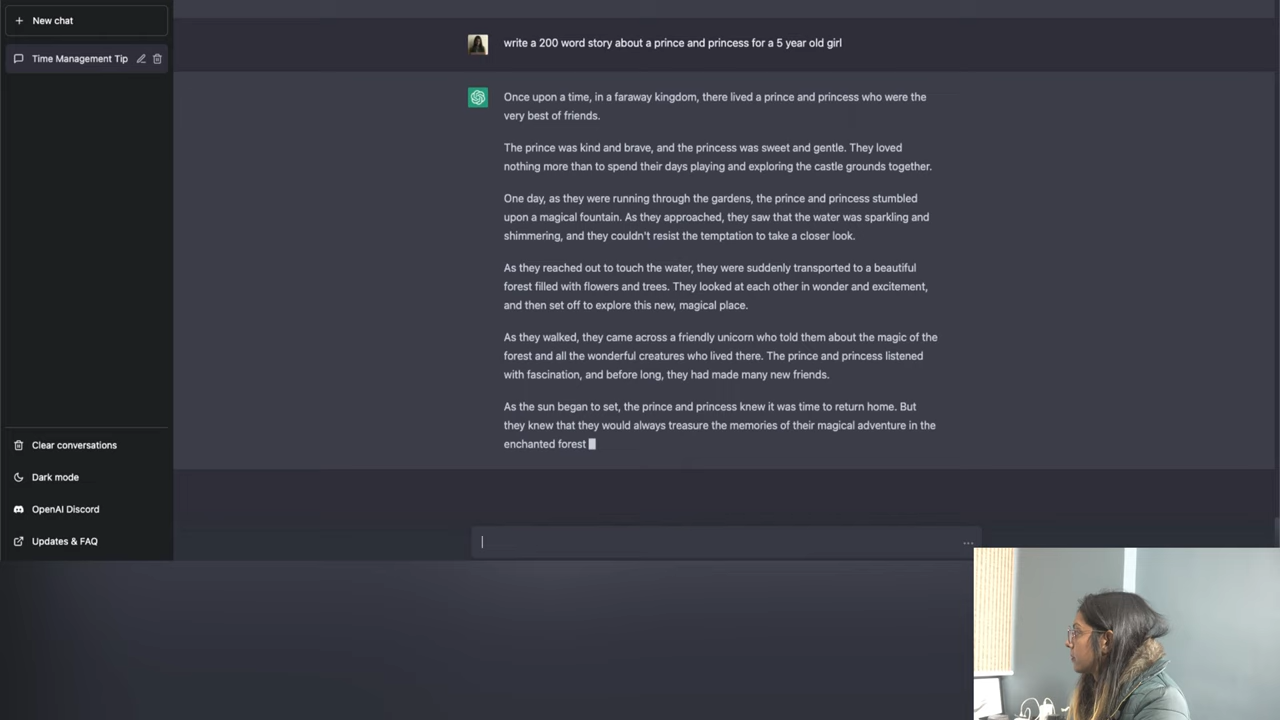 New chat
Time Management Tip
Clear conversations
Dark mode
OpenAI Discord
Updates & FAQ
write a 200 word story about a prince and princess for a 5 year old girl
Once upon a time, in a faraway kingdom, there lived a prince and princess who were the
very best of friends.
The prince was kind and brave, and the princess was sweet and gentle. They loved
nothing more than to spend their days playing and exploring the castle grounds together.
One day, as they were running through the gardens, the prince and princess stumbled
upon a magical fountain. As they approached, they saw that the water was sparkling and
shimmering, and they couldn't resist the temptation to take a closer look.
As they reached out to touch the water, they were suddenly transported to a beautiful
forest filled with flowers and trees. They looked at each other in wonder and excitement,
and then set off to explore this new, magical place.
As they walked, they came across a friendly unicorn who told them about the magic of the
forest and all the wonderful creatures who lived there. The prince and princess listened
with fascination, and before long, they had made many new friends.
As the sun began to set, the prince and princess knew it was time to return home. But
they knew that they would always treasure the memories of their magical adventure in the
enchanted forest